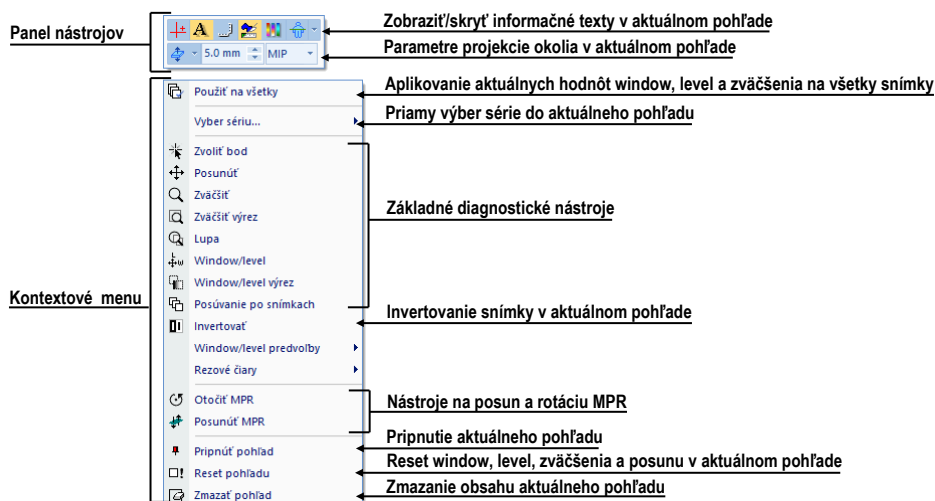 Panel nástrojov
Zobraziť/skryť informačné texty v aktuálnom pohľade
5.0 mm MIP
Parametre projekcie okolia v aktuálnom pohľade
Použiť na všetky
Aplikovanie aktuálnych hodnôt window, level a zväčšenia na všetky snímky
Vyber sériu...
Priamy výber série do aktuálneho pohľadu
Zvoliť bod
Posunúť
Zväčšiť
Zväčšiť výrez
Základné diagnostické nástroje
Lupa
Window/level
Window/level výrez
Kontextové menu
Posúvanie po snímkach
Invertovať
Invertovanie snímky v aktuálnom pohľade
Window/level predvoľby
Rezové čiary
Otočiť MPR
Nástroje na posun a rotáciu MPR
Posunúť MPR
Pripnúť pohľad
Pripnutie aktuálneho pohľadu
Reset pohľadu
Reset window, level, zväčšenia a posunu v aktuálnom pohľade
Zmazať pohľad
Zmazanie obsahu aktuálneho pohľadu